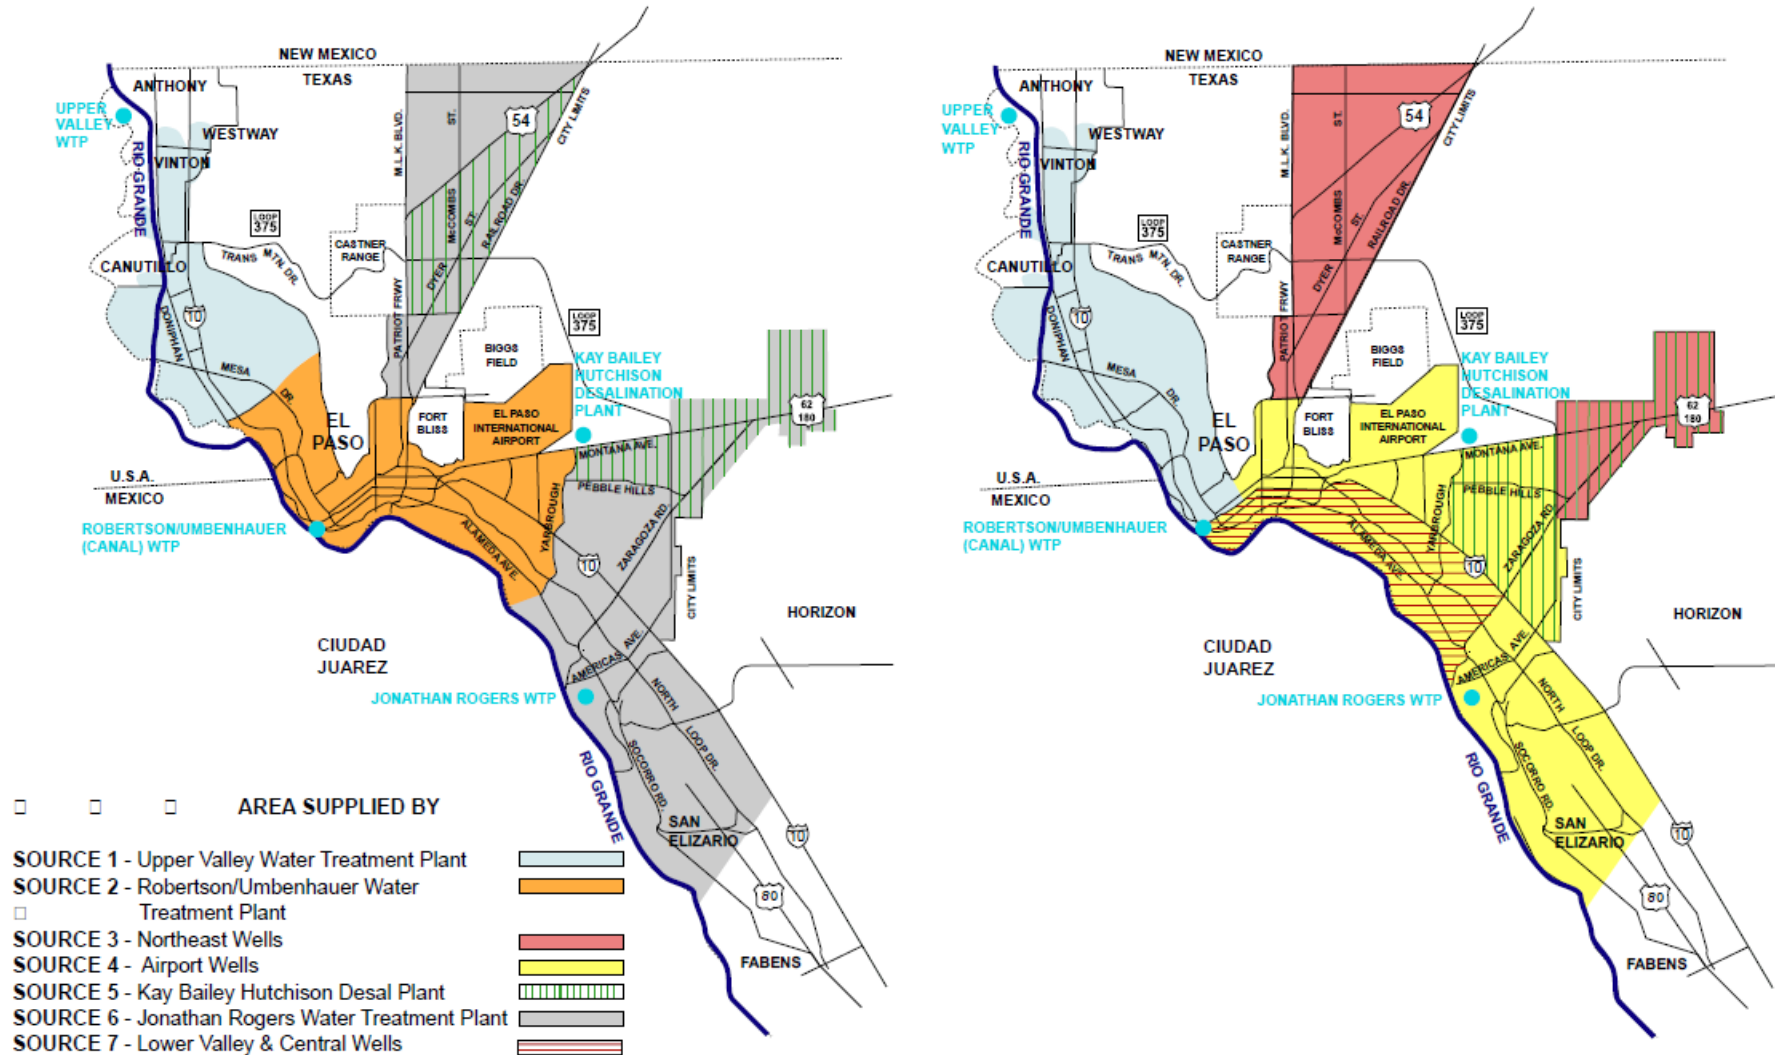 NEW MEXICO
TEXAS
ANTHONY
UPPER
VALLEY
WTP
WESTWAY
VINTON
RIO GRANDE
M.L.K. BLVD.
ST.
54
CITY LIMITS
McCOMBS
ST.
DYER
RAILROAD DR.
LOOP
375
CASTNER
RANGE
TRANS MTN. DR.
CANUTILLO
10
DONIPHAN
PATRIOT FRWY
LOOP
375
BIGGS
FIELD
KAY BAILEY
HUTCHISON
DESALINATION
PLANT
MESA
DR.
EL
PASO
FORT
BLISS
EL PASO
INTERNATIONAL
AIRPORT
62
180
MONTANA AVE.
PEBBLE HILLS
U.S.A.
MEXICO
ROBERTSON/UMBENHAUER
(CANAL) WTP
ALAMEDA AVE.
YARBROUGH
ZARAGOZA RD.
10
CITY LIMITS
HORIZON
CIUDAD
JUAREZ
AMERICAS AVE.
JONATHAN ROGERS WTP
NORTH
LOOP DR.
SOCORRO RD.
RIO GRANDE
SAN
ELIZARIO
10
80
FABENS
AREA SUPPLIED BY
SOURCE 1 - Upper Valley Water Treatment Plant
SOURCE 2 - Robertson/Umbenhauer Water
Treatment Plant
SOURCE 3 - Northeast Wells
SOURCE 4 - Airport Wells
SOURCE 5 - Kay Bailey Hutchison Desal Plant
SOURCE 6 - Jonathan Rogers Water Treatment Plant
SOURCE 7 - Lower Valley & Central Wells
NEW MEXICO
TEXAS
ANTHONY
UPPER
VALLEY
WTP
WESTWAY
VINTON
RIO GRANDE
M.L.K. BLVD.
ST.
54
CITY LIMITS
McCOMBS
ST.
DYER
RAILROAD DR.
LOOP
375
CASTNER
RANGE
TRANS MTN. DR.
CANUTILLO
10
DONIPHAN
PATRIOT FRWY
LOOP
375
BIGGS
FIELD
KAY BAILEY
HUTCHISON
DESALINATION
PLANT
MESA
DR.
EL
PASO
FORT
BLISS
EL PASO
INTERNATIONAL
AIRPORT
62
180
MONTANA AVE.
PEBBLE HILLS
U.S.A.
MEXICO
ROBERTSON/UMBENHAUER
(CANAL) WTP
ALAMEDA AVE.
YARBROUGH
ZARAGOZA RD.
10
CITY LIMITS
HORIZON
CIUDAD
JUAREZ
AMERICAS AVE.
JONATHAN ROGERS WTP
NORTH
LOOP DR.
SOCORRO RD.
RIO GRANDE
SAN
ELIZARIO
10
80
FABENS